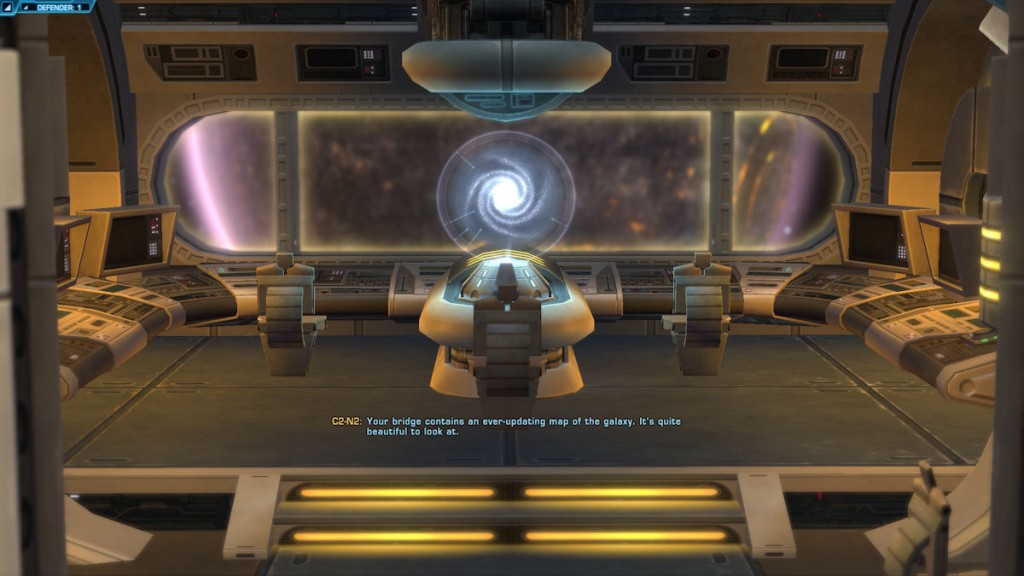 DEFENDER: 1
C2-N2: Your bridge contains an ever-updating map of the galaxy. It's quite
beautiful to look at.